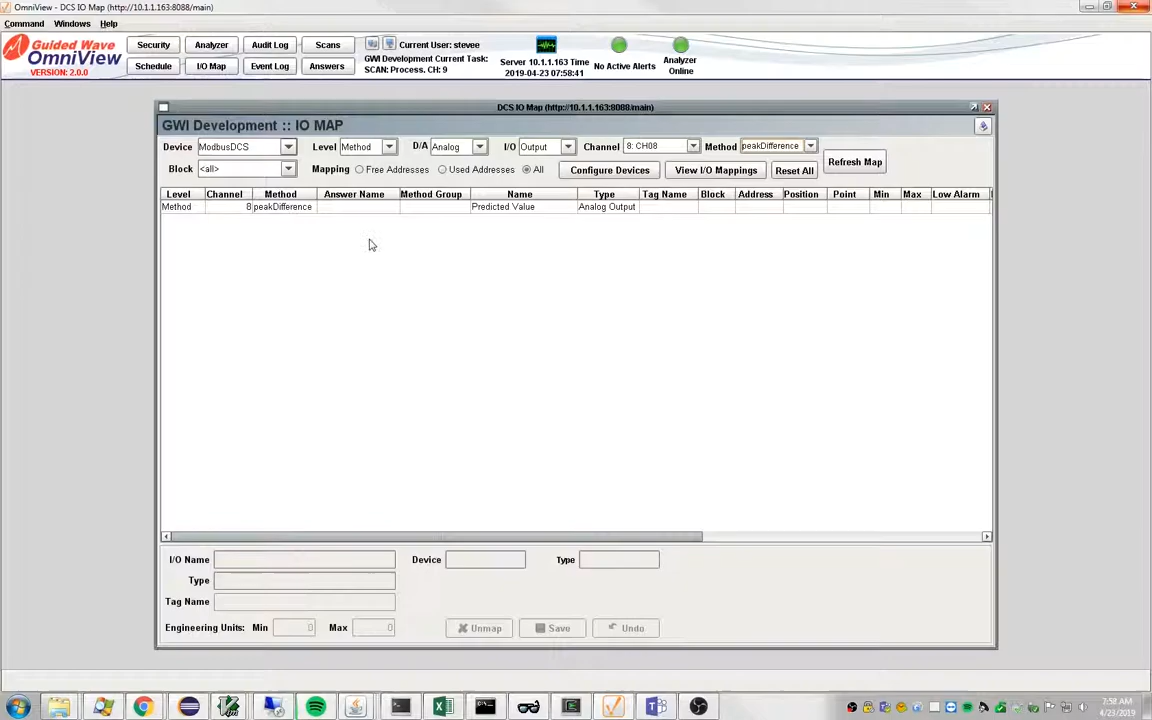 OmniView - DCS IO Map (http://10.1.1.163:8088/main)
Command Windows Help
Guided Wave
OmniView
VERSION: 2.0.0
Security Analyzer Audit Log Scans
Schedule I/O Map Event Log Answers
Current User: stevee
GWI Development Current Task:
SCAN: Process. CH: 9
Server 10.1.1.163 Time
2019-04-23 07:58:41
No Active Alerts
Analyzer
Online
DCS IO Map (http://10.1.1.163:8088/main)
GWI Development :: IO MAP
Device ModbusDCS Level Method D/A Analog I/O Output Channel 8: CH08 Method peakDifference
Block <all> Mapping Free Addresses Used Addresses All Configure Devices View I/O Mappings Reset All Refresh Map
Level Channel Method Answer Name Method Group Name Type Tag Name Block Address Position Point Min Max Low Alarm
Method 8 peakDifference Predicted Value Analog Output
I/O Name Device Type
Type
Tag Name
Engineering Units: Min 0 Max 0 Unmap Save Undo
7:58 AM
4/23/2019